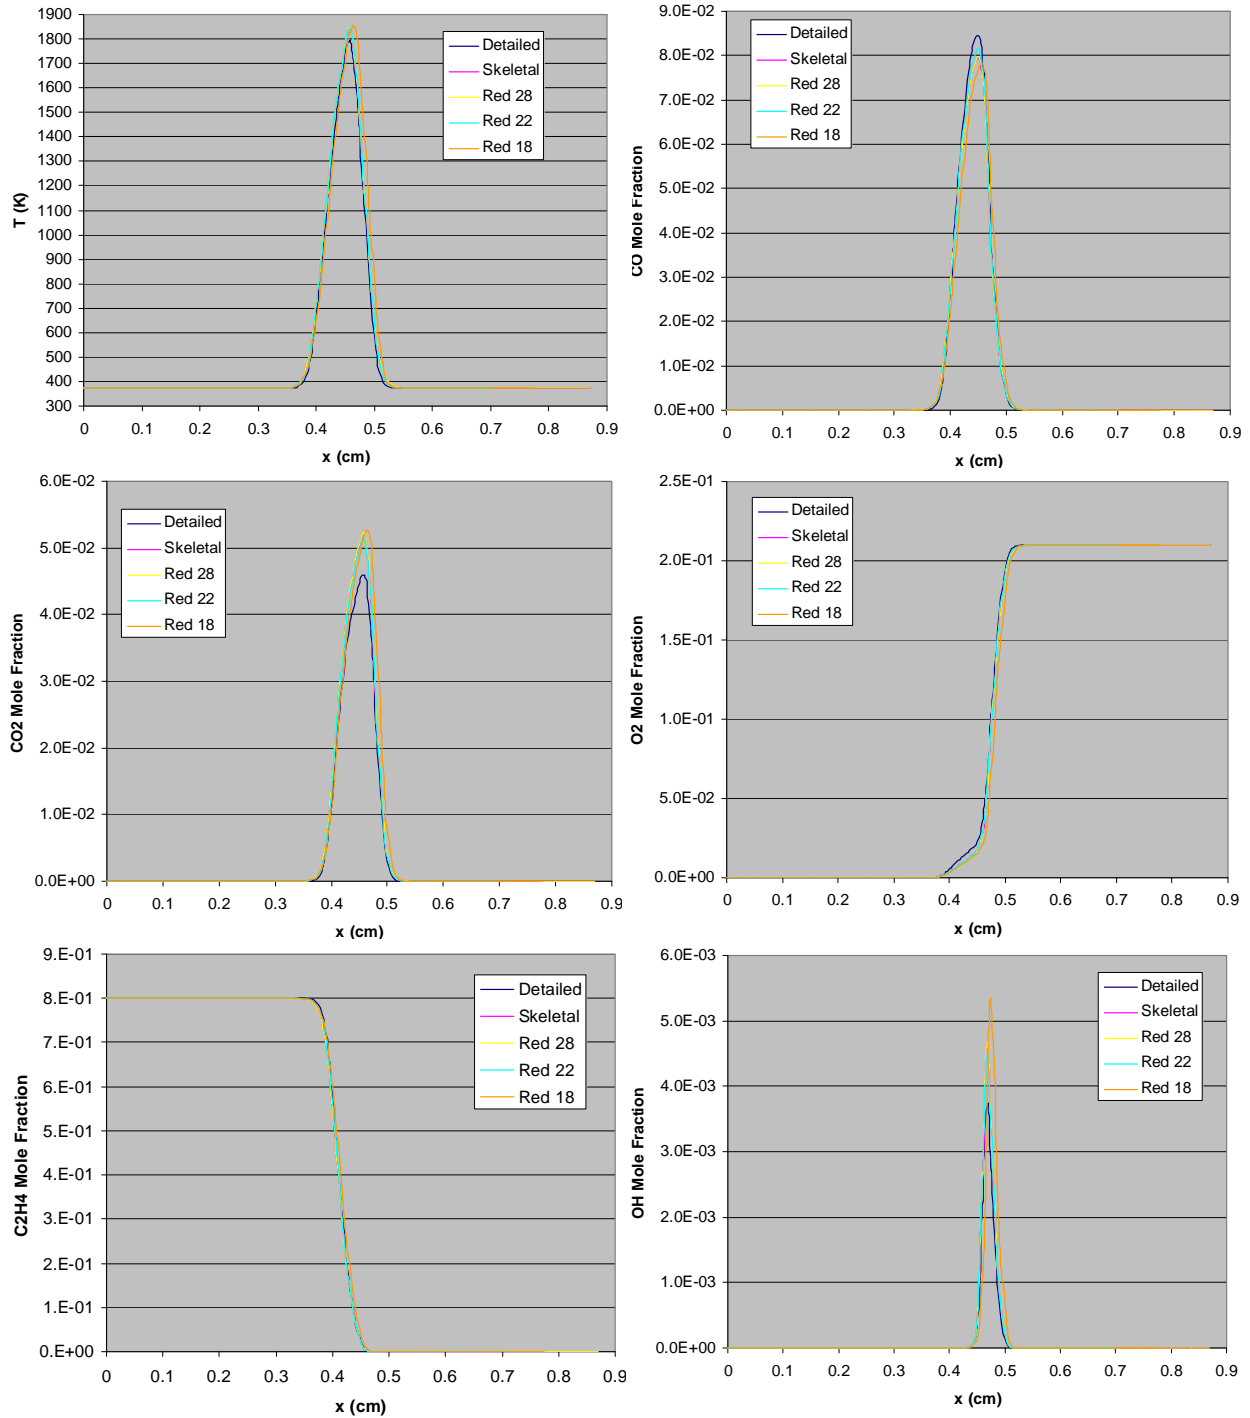 T (K)
1900
1800
1700
1600
1500
1400
1300
1200
1100
1000
900
800
700
600
500
400
300
0 0.1 0.2 0.3 0.4 0.5 0.6 0.7 0.8 0.9
x (cm)
Detailed
Skeletal
Red 28
Red 22
Red 18
CO Mole Fraction
9.0E-02
8.0E-02
7.0E-02
6.0E-02
5.0E-02
4.0E-02
3.0E-02
2.0E-02
1.0E-02
0.0E+00
0 0.1 0.2 0.3 0.4 0.5 0.6 0.7 0.8 0.9
x (cm)
Detailed
Skeletal
Red 28
Red 22
Red 18
CO2 Mole Fraction
6.0E-02
5.0E-02
4.0E-02
3.0E-02
2.0E-02
1.0E-02
0.0E+00
0 0.1 0.2 0.3 0.4 0.5 0.6 0.7 0.8 0.9
x (cm)
Detailed
Skeletal
Red 28
Red 22
Red 18
O2 Mole Fraction
2.5E-01
2.0E-01
1.5E-01
1.0E-01
5.0E-02
0.0E+00
0 0.1 0.2 0.3 0.4 0.5 0.6 0.7 0.8 0.9
x (cm)
Detailed
Skeletal
Red 28
Red 22
Red 18
C2H4 Mole Fraction
9.E-01
8.E-01
7.E-01
6.E-01
5.E-01
4.E-01
3.E-01
2.E-01
1.E-01
0.E+00
0 0.1 0.2 0.3 0.4 0.5 0.6 0.7 0.8 0.9
x (cm)
Detailed
Skeletal
Red 28
Red 22
Red 18
OH Mole Fraction
6.0E-03
5.0E-03
4.0E-03
3.0E-03
2.0E-03
1.0E-03
0.0E+00
0 0.1 0.2 0.3 0.4 0.5 0.6 0.7 0.8 0.9
x (cm)
Detailed
Skeletal
Red 28
Red 22
Red 18